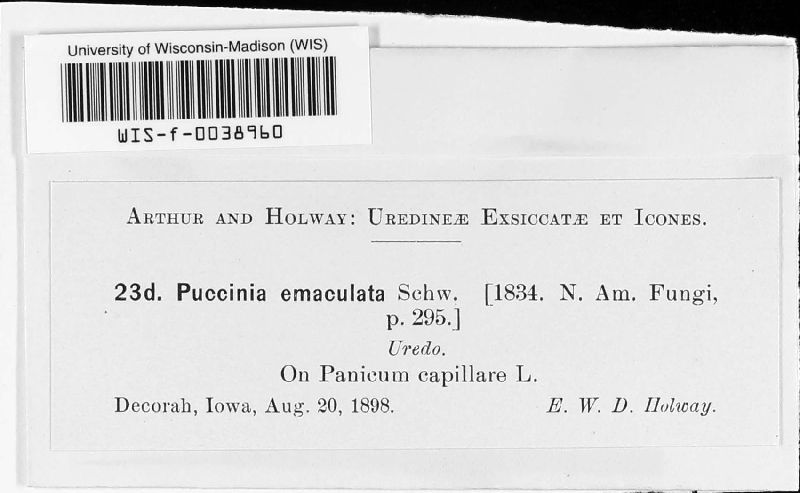 University of Wisconsin-Madison (WIS)
WIS-f-0038960
ARTHUR AND HOLWAY: UREDINEÆ EXSICCATÆ ET ICONES.
23d. Puccinia emaculata Schw. [1834. N. Am. Fungi,
p. 295.]
Uredo.
On Panicum capillare L.
Decorah, Iowa, Aug. 20, 1898. E. W. D. Holway.